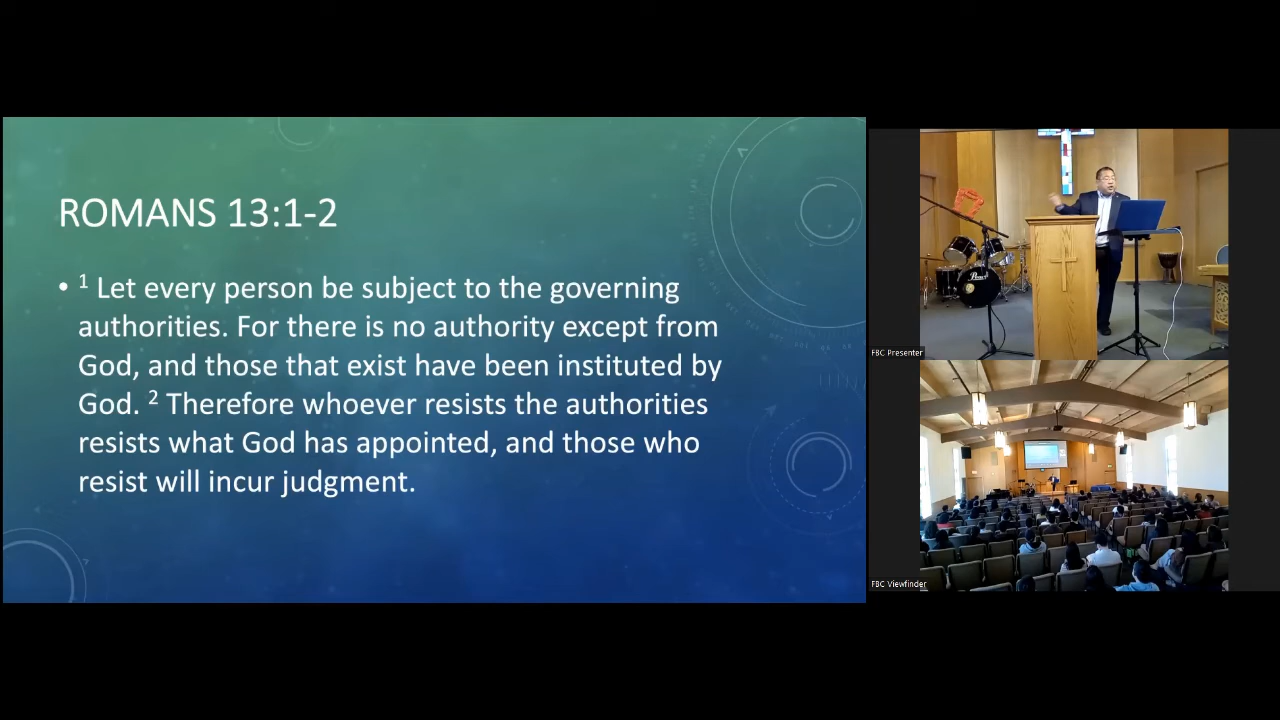 ROMANS 13:1-2
• 1 Let every person be subject to the governing
authorities. For there is no authority except from
God, and those that exist have been instituted by
God. 2 Therefore whoever resists the authorities
resists what God has appointed, and those who
resist will incur judgment.
FBC Presenter
FBC Viewfinder